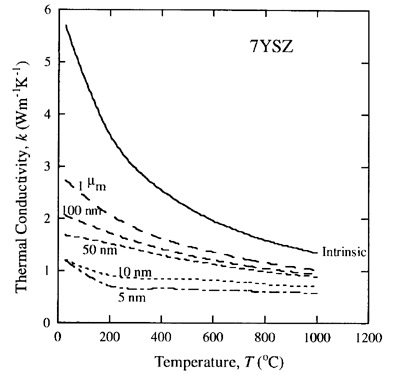 7YSZ
Thermal Conductivity, k (Wm⁻¹K⁻¹)
6
5
4
3
2
1
0
1 μm
100 nm
50 nm
10 nm
5 nm
Intrinsic
0 200 400 600 800 1000 1200
Temperature, T (°C)